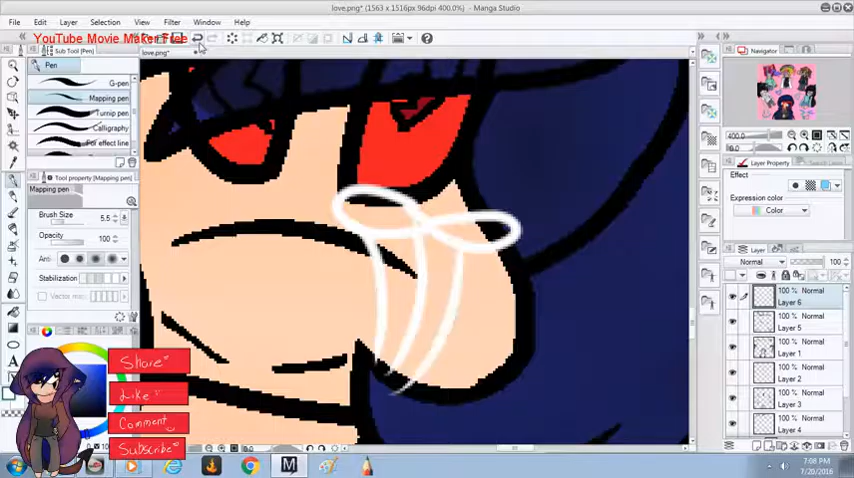 love.png* (1563 x 1516px 96dpi 400.0%) - Manga Studio
File Edit Layer Selection View Filter Window Help
YouTube Movie Maker Free
Sub Tool [Pen]
love.png*
Pen
G-pen
Mapping pen
Turnip pen
Calligraphy
For effect line
Tool property [Mapping pen]
Mapping pen
Brush Size 5.5
Opacity 100
Anti-
Stabilization
Vector ma
Navigator
400.0
0.0
Layer Property
Effect
Expression color
Color
Layer
Normal 100
100 % Normal
Layer 6
100 % Normal
Layer 5
100 % Normal
Layer 1
100 % Normal
Layer 2
100 % Normal
Layer 3
100 % Normal
Layer 4
Share
Like
Comment
Subscribe
7:08 PM
7/20/2016